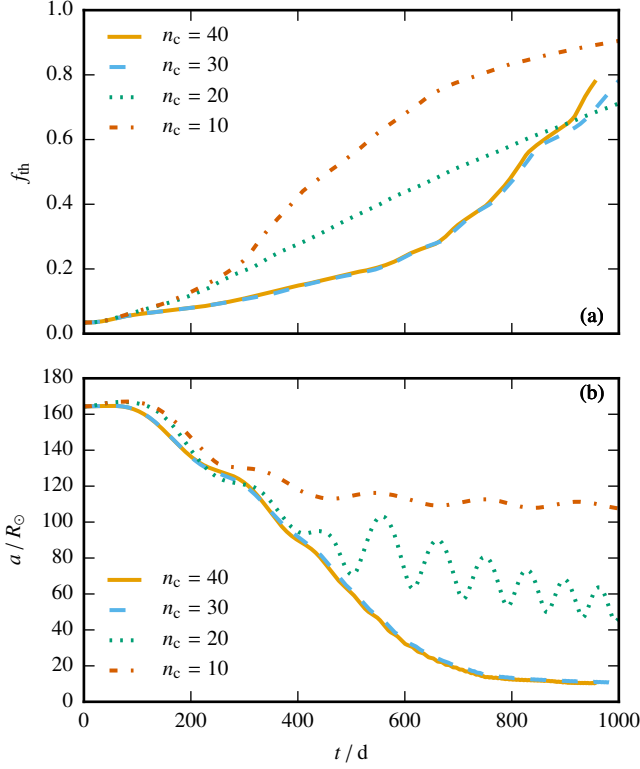 1.0
0.8
0.6
0.4
0.2
0.0
f_th
n_c = 40
n_c = 30
n_c = 20
n_c = 10
(a)
180
160
140
120
100
80
60
40
20
0
a / R_⊙
(b)
n_c = 40
n_c = 30
n_c = 20
n_c = 10
0 200 400 600 800 1000
t / d